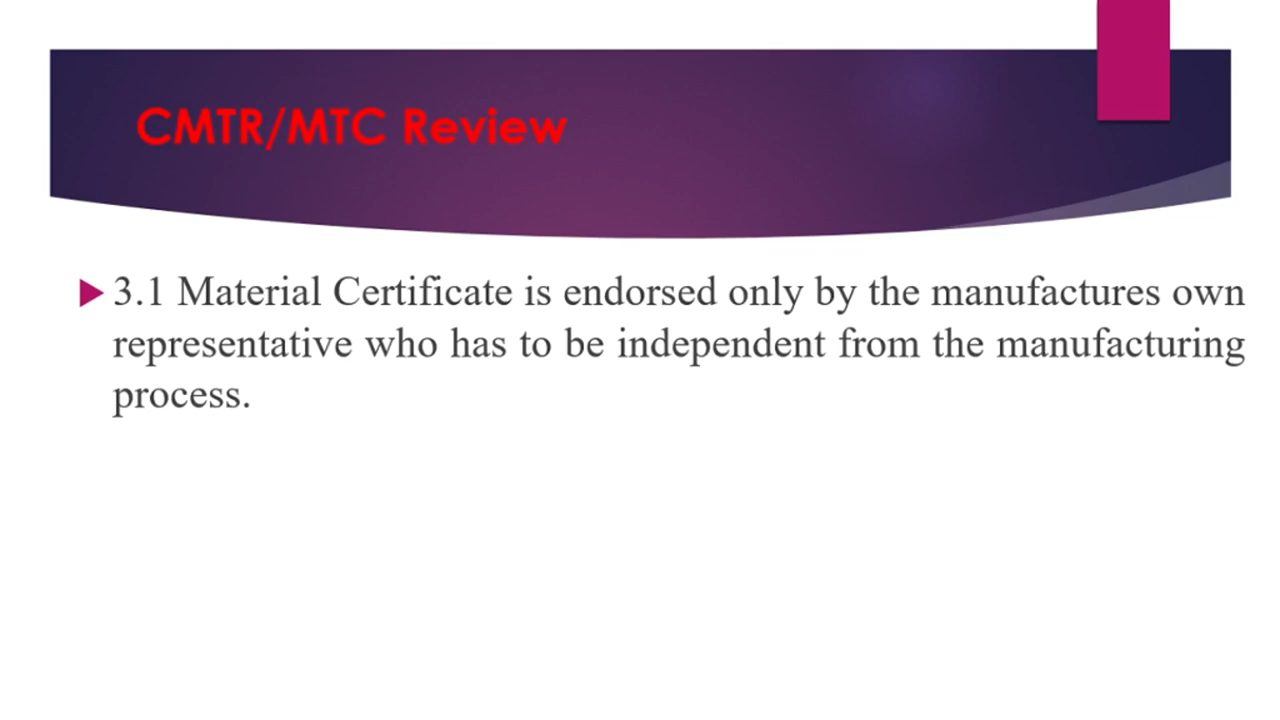 CMTR/MTC Review
3.1 Material Certificate is endorsed only by the manufactures own
representative who has to be independent from the manufacturing
process.